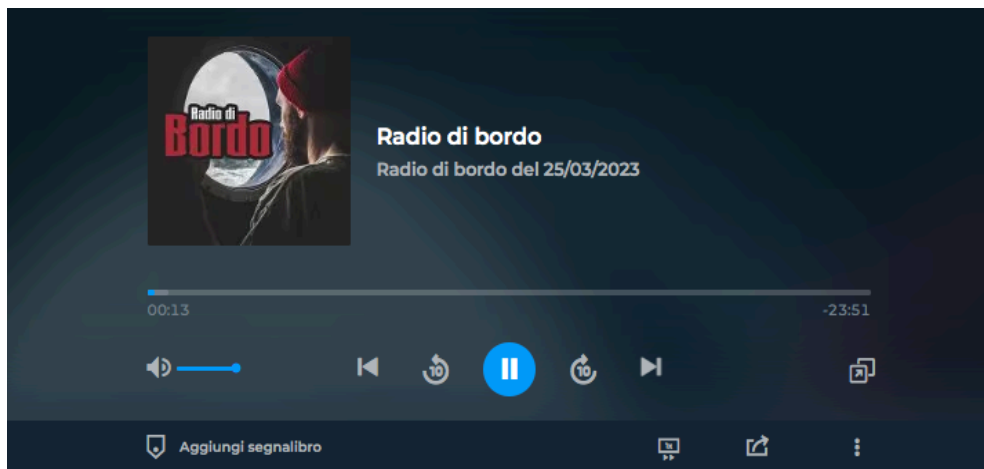 Radio di
Bordo
Radio di bordo
Radio di bordo del 25/03/2023
00:13
-23:51
10
10
Aggiungi segnalibro
1x